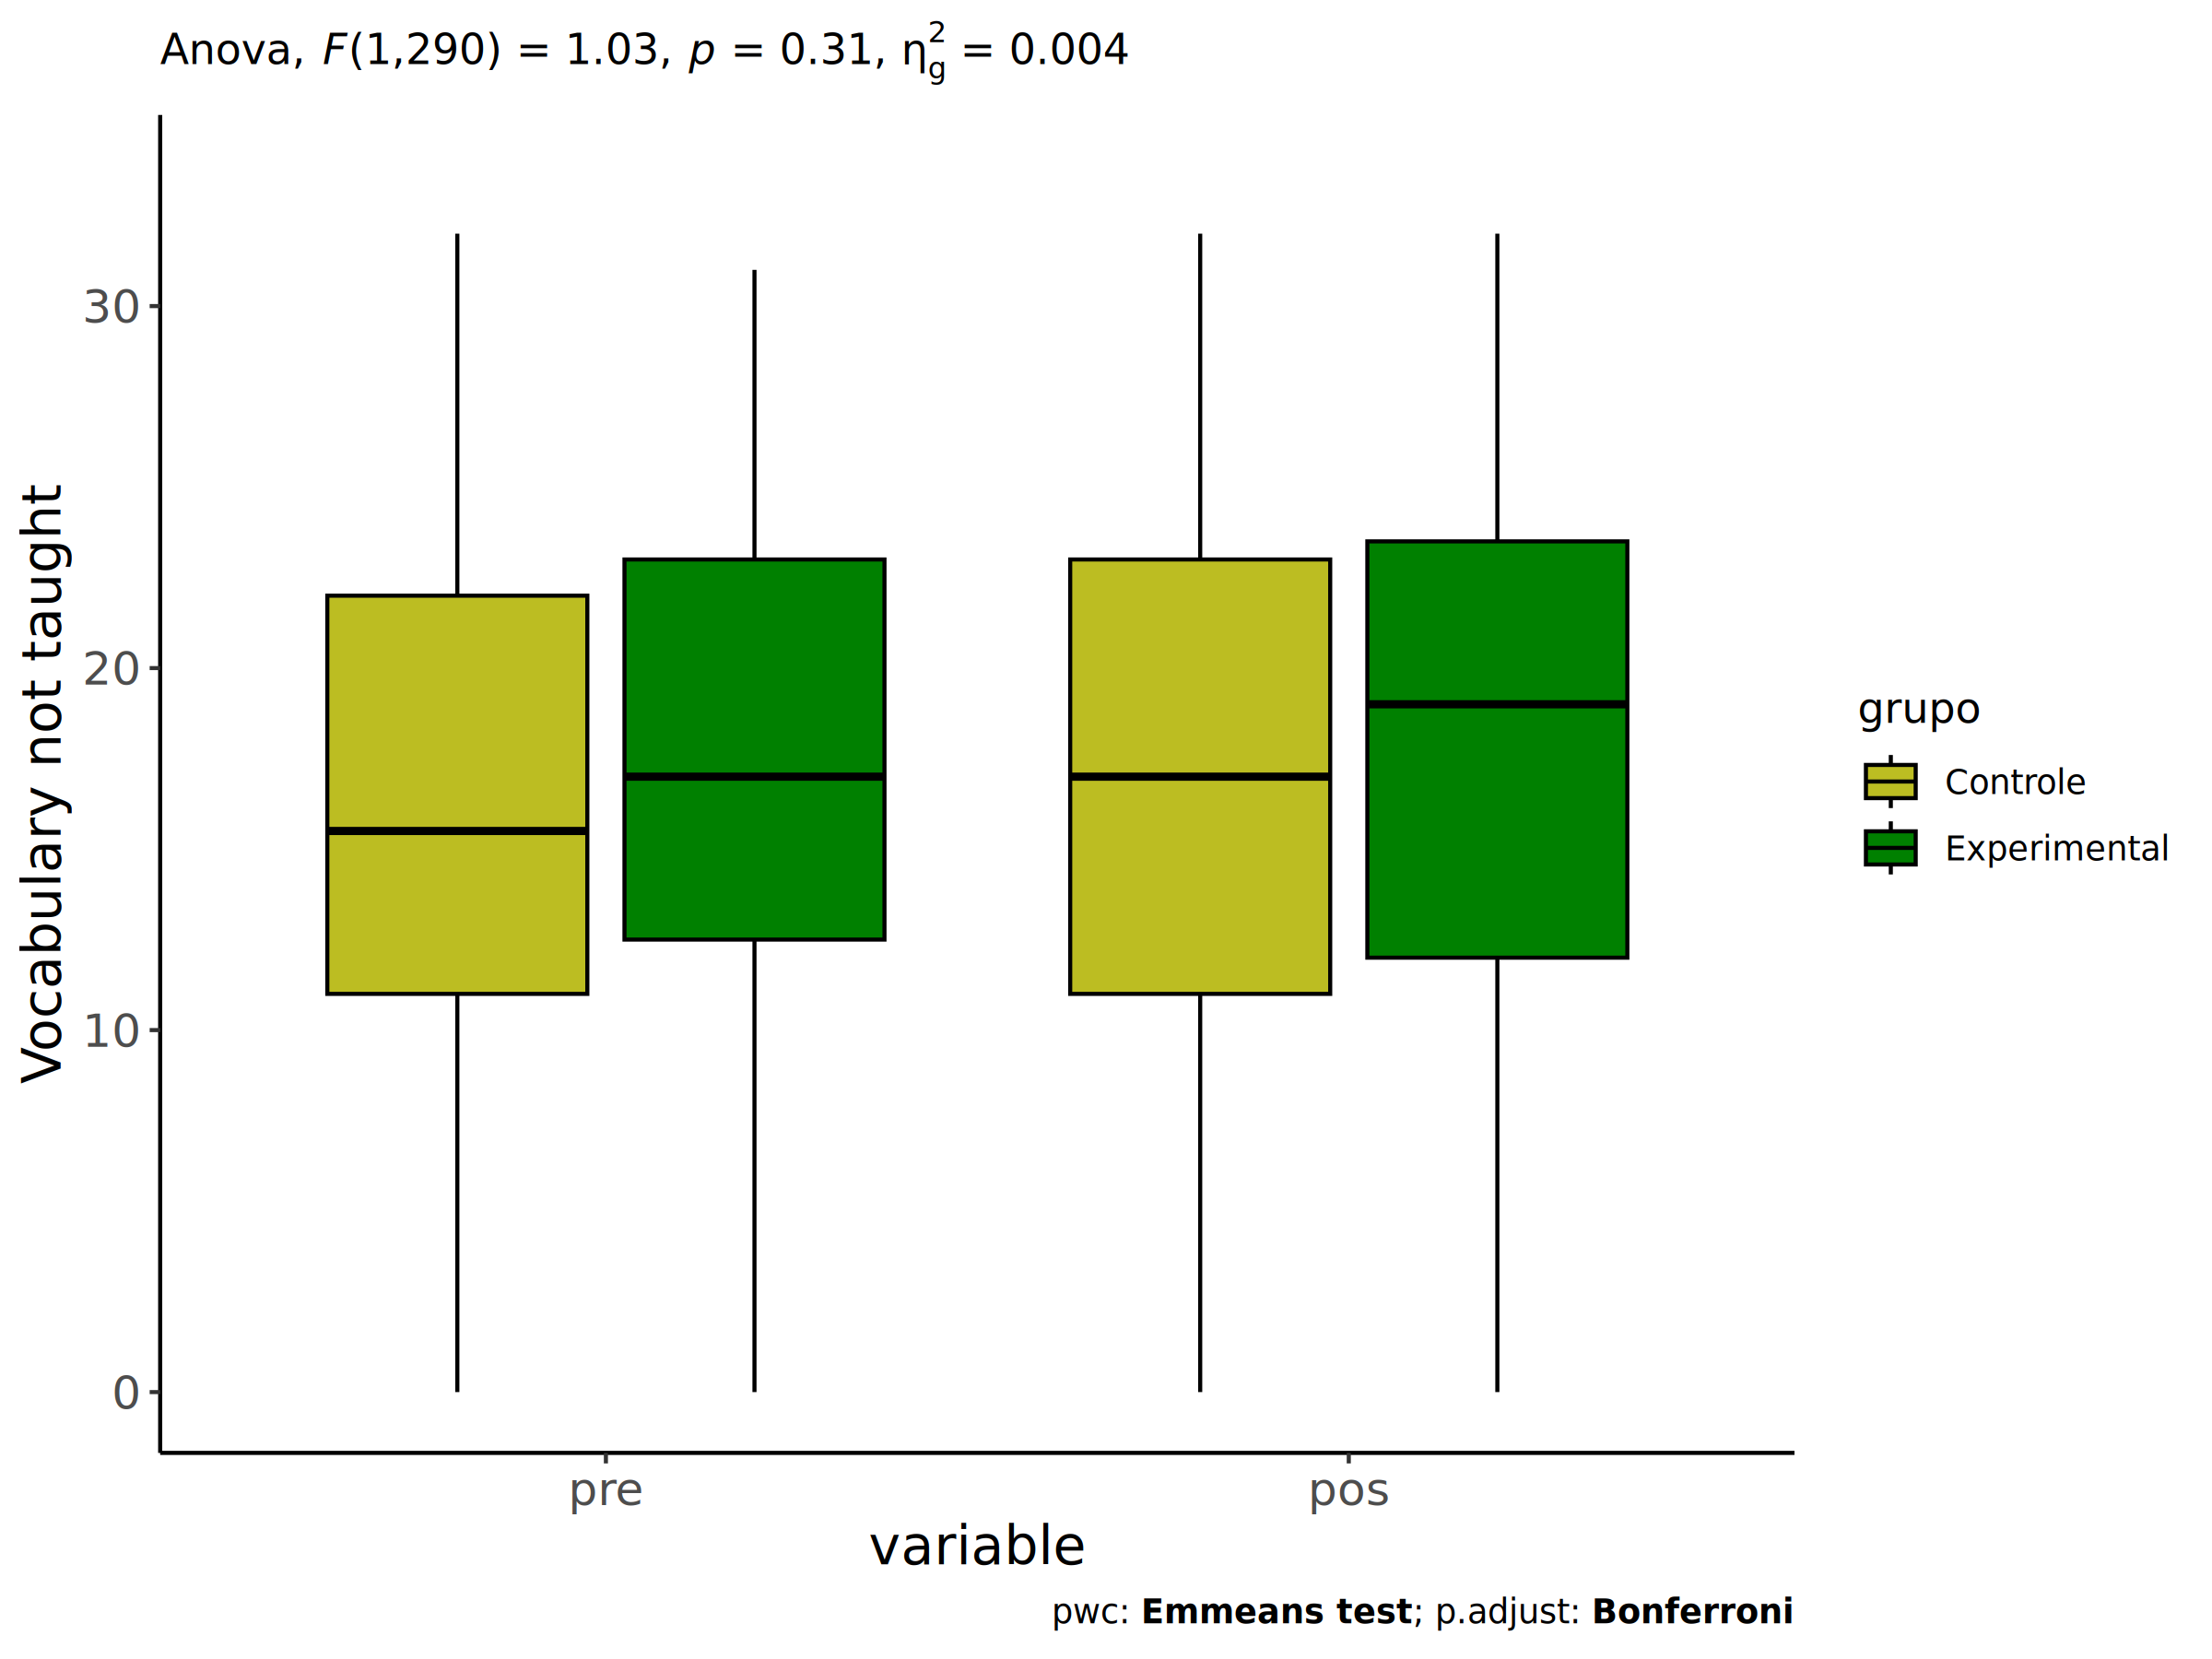 Anova, F(1,290) = 1.03, p = 0.31, η²g = 0.004
Vocabulary not taught
30
20
10
0
pre
pos
variable
grupo
Controle
Experimental
pwc: Emmeans test; p.adjust: Bonferroni